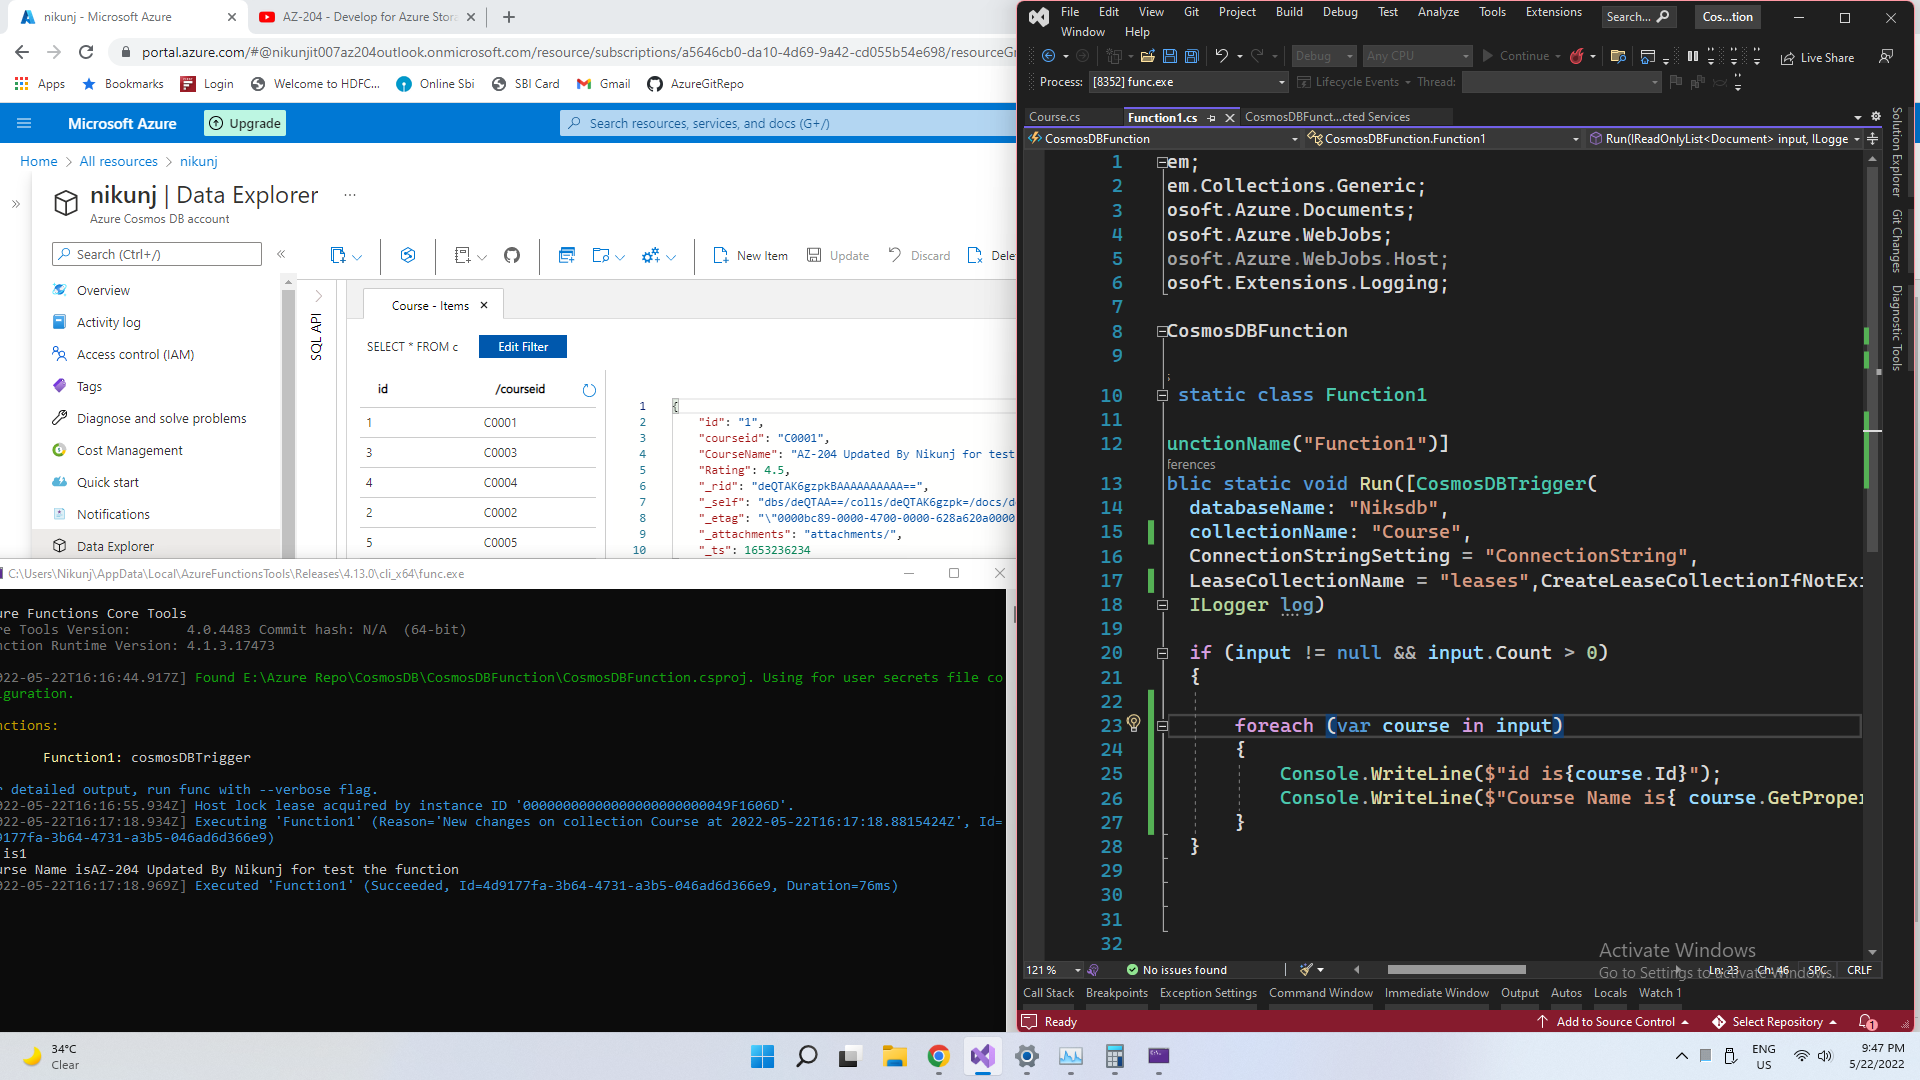 nikunj - Microsoft Azure
AZ-204 - Develop for Azure Stora
portal.azure.com/#@nikunjit007az204outlook.onmicrosoft.com/resource/subscriptions/a5646cb0-da10-4d69-9a42-cd055b54e698/resourceGr
Apps
Bookmarks
Login
Welcome to HDFC...
Online Sbi
SBI Card
Gmail
AzureGitRepo
Microsoft Azure
Upgrade
Search resources, services, and docs (G+/)
Home > All resources > nikunj
nikunj | Data Explorer ...
Azure Cosmos DB account
Search (Ctrl+/)
Overview
Activity log
Access control (IAM)
Tags
Diagnose and solve problems
Cost Management
Quick start
Notifications
Data Explorer
New Item
Update
Discard
Dele
SQL API
Course - Items
SELECT * FROM c
Edit Filter
id /courseid
1 C0001
3 C0003
4 C0004
2 C0002
5 C0005
1 {
2 "id": "1",
3 "courseid": "C0001",
4 "CourseName": "AZ-204 Updated By Nikunj for test
5 "Rating": 4.5,
6 "_rid": "deQTAK6gzpkBAAAAAAAAAA==",
7 "_self": "dbs/deQTAA==/colls/deQTAK6gzpk=/docs/d
8 "_etag": "\"0000bc89-0000-4700-0000-628a620a0000
9 "_attachments": "attachments/",
10 "_ts": 1653236234
C:\Users\Nikunj\AppData\Local\AzureFunctionsTools\Releases\4.13.0\cli_x64\func.exe
ure Functions Core Tools
re Tools Version: 4.0.4483 Commit hash: N/A (64-bit)
nction Runtime Version: 4.1.3.17473
022-05-22T16:16:44.917Z] Found E:\Azure Repo\CosmosDB\CosmosDBFunction\CosmosDBFunction.csproj. Using for user secrets file co
iguration.
nctions:
Function1: cosmosDBTrigger
r detailed output, run func with --verbose flag.
022-05-22T16:16:55.934Z] Host lock lease acquired by instance ID '000000000000000000000000049F1606D'.
022-05-22T16:17:18.934Z] Executing 'Function1' (Reason='New changes on collection Course at 2022-05-22T16:17:18.8815424Z', Id=
d9177fa-3b64-4731-a3b5-046ad6d366e9)
is1
urse Name isAZ-204 Updated By Nikunj for test the function
022-05-22T16:17:18.969Z] Executed 'Function1' (Succeeded, Id=4d9177fa-3b64-4731-a3b5-046ad6d366e9, Duration=76ms)
File Edit View Git Project Build Debug Test Analyze Tools Extensions
Search...
Cos...tion
Window Help
Debug
Any CPU
Continue
Live Share
Process: [8352] func.exe
Lifecycle Events
Thread:
Course.cs
Function1.cs
CosmosDBFunct...cted Services
CosmosDBFunction
CosmosDBFunction.Function1
Run(IReadOnlyList<Document> input, ILogge
1 em;
2 em.Collections.Generic;
3 osoft.Azure.Documents;
4 osoft.Azure.WebJobs;
5 osoft.Azure.WebJobs.Host;
6 osoft.Extensions.Logging;
7
8 CosmosDBFunction
9
10 static class Function1
11
12 unctionName("Function1")]
ferences
13 blic static void Run([CosmosDBTrigger(
14 databaseName: "Niksdb",
15 collectionName: "Course",
16 ConnectionStringSetting = "ConnectionString",
17 LeaseCollectionName = "leases",CreateLeaseCollectionIfNotExi
18 ILogger log)
19
20 if (input != null && input.Count > 0)
21 {
22
23 foreach (var course in input)
24 {
25 Console.WriteLine($"id is{course.Id}");
26 Console.WriteLine($"Course Name is{ course.GetProper
27 }
28 }
29
30
31
32
Solution Explorer
Git Changes
Diagnostic Tools
Activate Windows
Go to Settings to activate Windows.
121 %
No issues found
Ln: 23 Ch: 46 SPC CRLF
Call Stack Breakpoints Exception Settings Command Window Immediate Window Output Autos Locals Watch 1
Ready
Add to Source Control
Select Repository
1
34°C
Clear
ENG
US
9:47 PM
5/22/2022